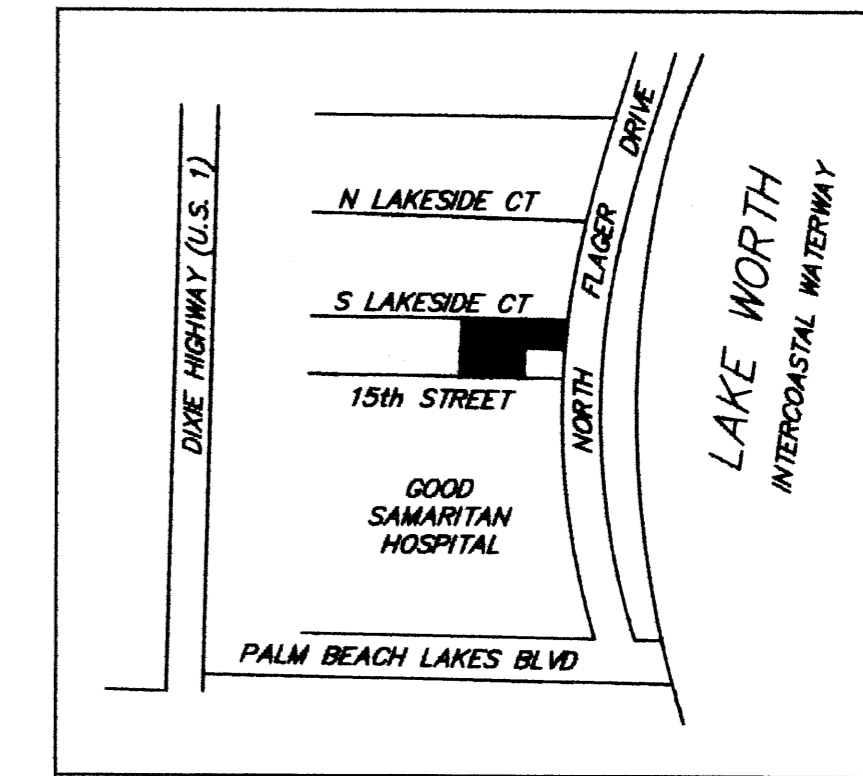 N LAKESIDE CT
S LAKESIDE CT
15th STREET
GOOD
SAMARITAN
HOSPITAL
PALM BEACH LAKES BLVD
DIXIE HIGHWAY (U.S. 1)
NORTH FLAGER DRIVE
LAKE WORTH
INTERCOASTAL WATERWAY